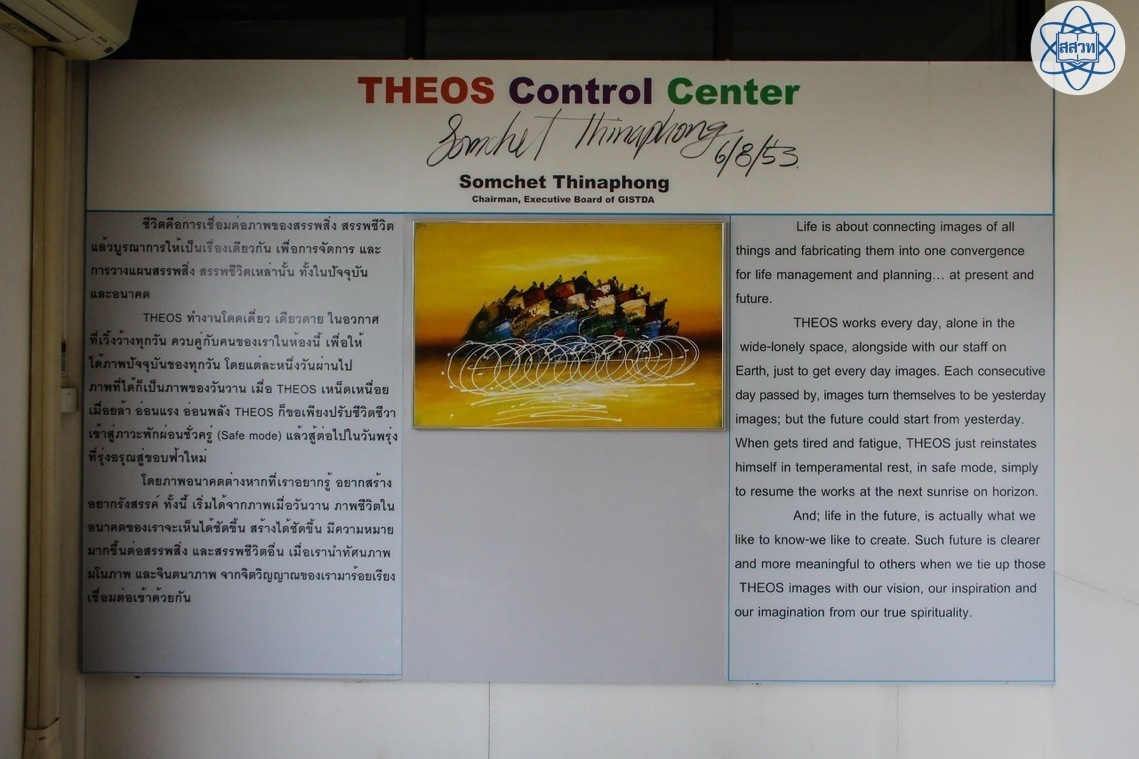 สสวท
THEOS Control Center
Somchet Thinaphong
6/8/53
Somchet Thinaphong
Chairman, Executive Board of GISTDA
ชีวิตคือการเชื่อมต่อภาพของสรรพสิ่ง สรรพชีวิต
แล้วบูรณาการให้เป็นเรื่องเดียวกัน เพื่อการจัดการ และ
การวางแผนสรรพสิ่ง สรรพชีวิตเหล่านั้น ทั้งในปัจจุบัน
และอนาคต
THEOS ทำงานโดดเดี่ยว เดียวดาย ในอวกาศ
ที่เวิ้งว้างทุกวัน ควบคู่กับคนของเราในห้องนี้ เพื่อให้
ได้ภาพปัจจุบันของทุกวัน โดยแต่ละหนึ่งวันผ่านไป
ภาพที่ได้ก็เป็นภาพของวันวาน เมื่อ THEOS เหน็ดเหนื่อย
เมื่อยล้า อ่อนแรง อ่อนพลัง THEOS ก็ขอเพียงปรับชีวิตชีวา
เข้าสู่ภาวะพักผ่อนชั่วครู่ (Safe mode) แล้วสู้ต่อไปในวันพรุ่ง
ที่รุ่งอรุณสู่ขอบฟ้าใหม่
โดยภาพอนาคตต่างหากที่เราอยากรู้ อยากสร้าง
อยากรังสรรค์ ทั้งนี้ เริ่มได้จากภาพเมื่อวันวาน ภาพชีวิตใน
อนาคตของเราจะเห็นได้ชัดขึ้น สร้างได้ชัดขึ้น มีความหมาย
มากขึ้นต่อสรรพสิ่ง และสรรพชีวิตอื่น เมื่อเรานำทัศนภาพ
มโนภาพ และจินตนาภาพ จากจิตวิญญาณของเรามาร้อยเรียง
เชื่อมต่อเข้าด้วยกัน
Life is about connecting images of all
things and fabricating them into one convergence
for life management and planning... at present and
future.
THEOS works every day, alone in the
wide-lonely space, alongside with our staff on
Earth, just to get every day images. Each consecutive
day passed by, images turn themselves to be yesterday
images; but the future could start from yesterday.
When gets tired and fatigue, THEOS just reinstates
himself in temperamental rest, in safe mode, simply
to resume the works at the next sunrise on horizon.
And; life in the future, is actually what we
like to know-we like to create. Such future is clearer
and more meaningful to others when we tie up those
THEOS images with our vision, our inspiration and
our imagination from our true spirituality.